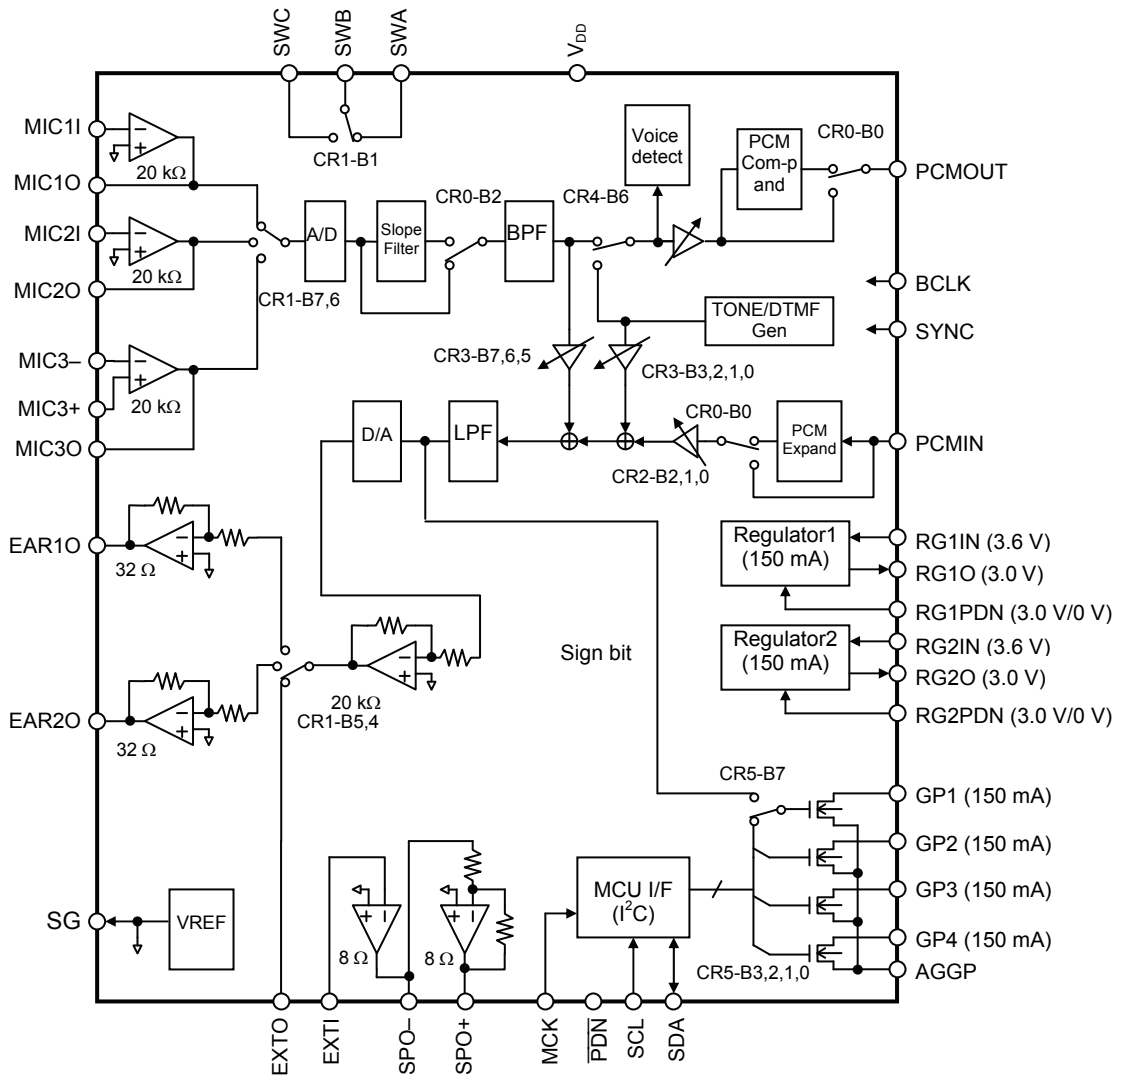 SWC
SWB
SWA
VDD
MIC1I
–
+
20 kΩ
MIC1O
MIC2I
–
+
20 kΩ
MIC2O
MIC3–
–
+
MIC3+
20 kΩ
MIC3O
CR1-B1
CR1-B7,6
A/D
Slope
Filter
CR0-B2
BPF
CR4-B6
Voice
detect
PCM
Com-p
and
CR0-B0
PCMOUT
BCLK
SYNC
TONE/DTMF
Gen
CR3-B7,6,5
CR3-B3,2,1,0
D/A
LPF
CR0-B0
CR2-B2,1,0
PCM
Expand
PCMIN
EAR1O
–
+
32 Ω
Regulator1
(150 mA)
RG1IN (3.6 V)
RG1O (3.0 V)
RG1PDN (3.0 V/0 V)
Regulator2
(150 mA)
RG2IN (3.6 V)
RG2O (3.0 V)
RG2PDN (3.0 V/0 V)
Sign bit
–
+
20 kΩ
CR1-B5,4
EAR2O
–
+
32 Ω
CR5-B7
GP1 (150 mA)
GP2 (150 mA)
GP3 (150 mA)
GP4 (150 mA)
AGGP
MCU I/F
(I2C)
CR5-B3,2,1,0
SG
VREF
+ –
8 Ω
+ –
8 Ω
EXTO
EXTI
SPO–
SPO+
MCK
PDN
SCL
SDA